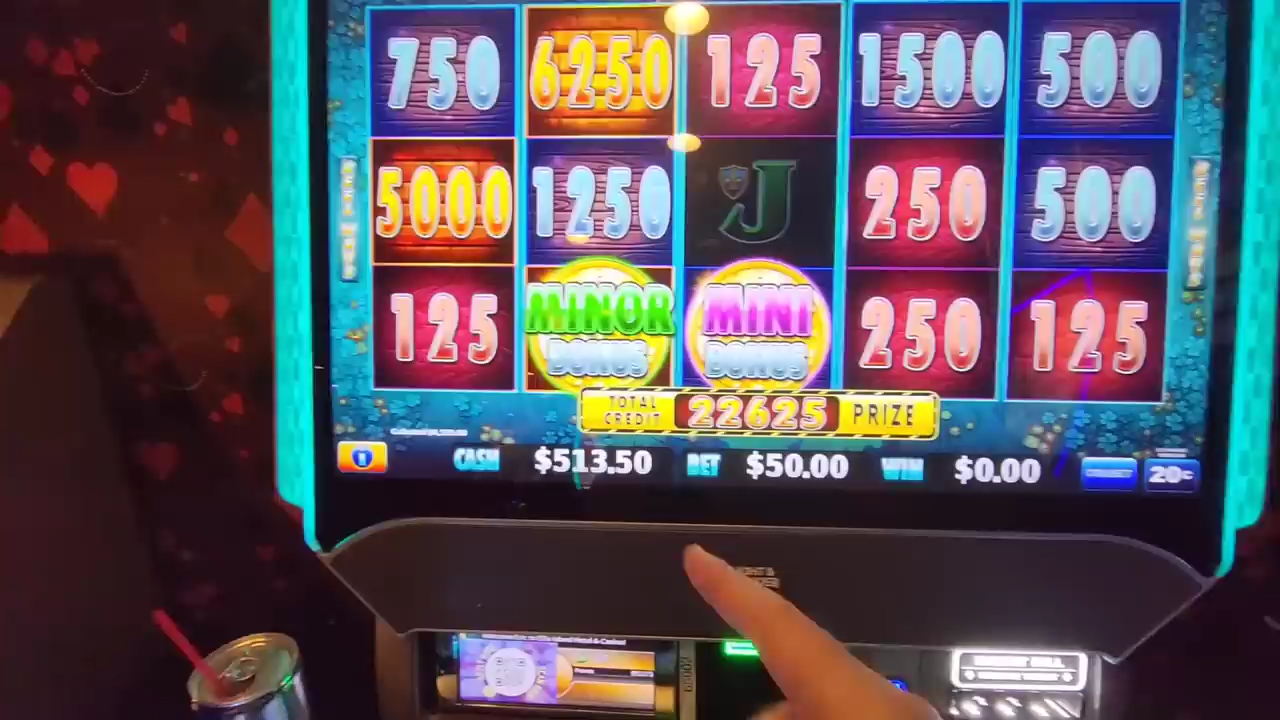 750 6250 125 1500 500
5000 1250 J 250 500
125 MINOR BONUS MINI BONUS 250 125
TOTAL CREDIT 22625 PRIZE
CASH $513.50 BET $50.00 WIN $0.00 COLLECT 20¢